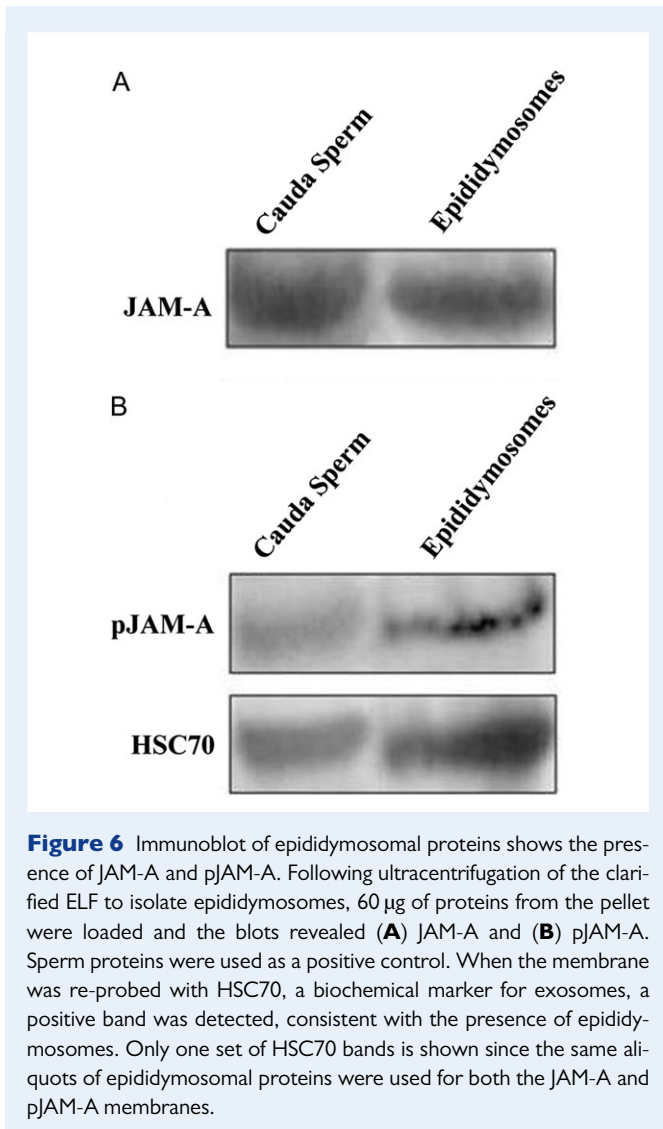 A
Cauda Sperm
Epididymosomes
JAM-A
B
Cauda Sperm
Epididymosomes
pJAM-A
HSC70
Figure 6 Immunoblot of epididymosomal proteins shows the pres-
ence of JAM-A and pJAM-A. Following ultracentrifugation of the clari-
fied ELF to isolate epididymosomes, 60 μg of proteins from the pellet
were loaded and the blots revealed (A) JAM-A and (B) pJAM-A.
Sperm proteins were used as a positive control. When the membrane
was re-probed with HSC70, a biochemical marker for exosomes, a
positive band was detected, consistent with the presence of epididy-
mosomes. Only one set of HSC70 bands is shown since the same ali-
quots of epididymosomal proteins were used for both the JAM-A and
pJAM-A membranes.